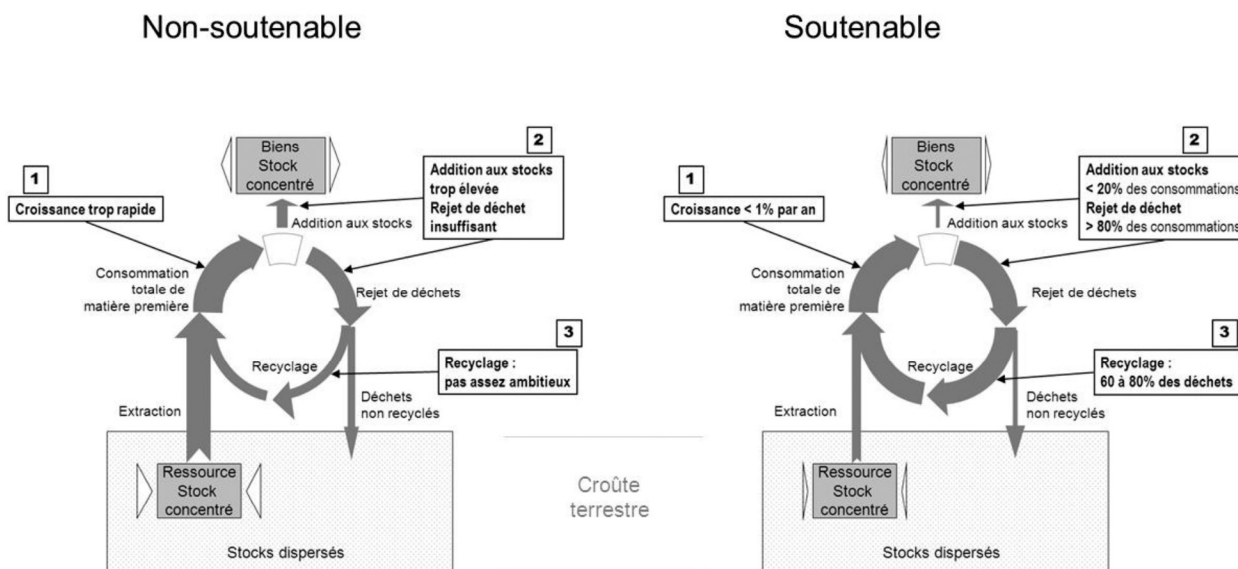 Non-soutenable
1
Croissance trop rapide
Biens
Stock
concentré
2
Addition aux stocks
trop élevée
Rejet de déchet
insuffisant
Addition aux stocks
Consommation
totale de
matière première
Rejet de déchets
3
Recyclage
Recyclage :
pas assez ambitieux
Extraction
Déchets
non recyclés
Ressource
Stock
concentré
Stocks dispersés
Croûte
terrestre
Soutenable
1
Croissance < 1% par an
Biens
Stock
concentré
2
Addition aux stocks
< 20% des consommations
Rejet de déchet
> 80% des consommations
Addition aux stocks
Consommation
totale de
matière première
Rejet de déchets
3
Recyclage
Recyclage :
60 à 80% des déchets
Extraction
Déchets
non recyclés
Ressource
Stock
concentré
Stocks dispersés